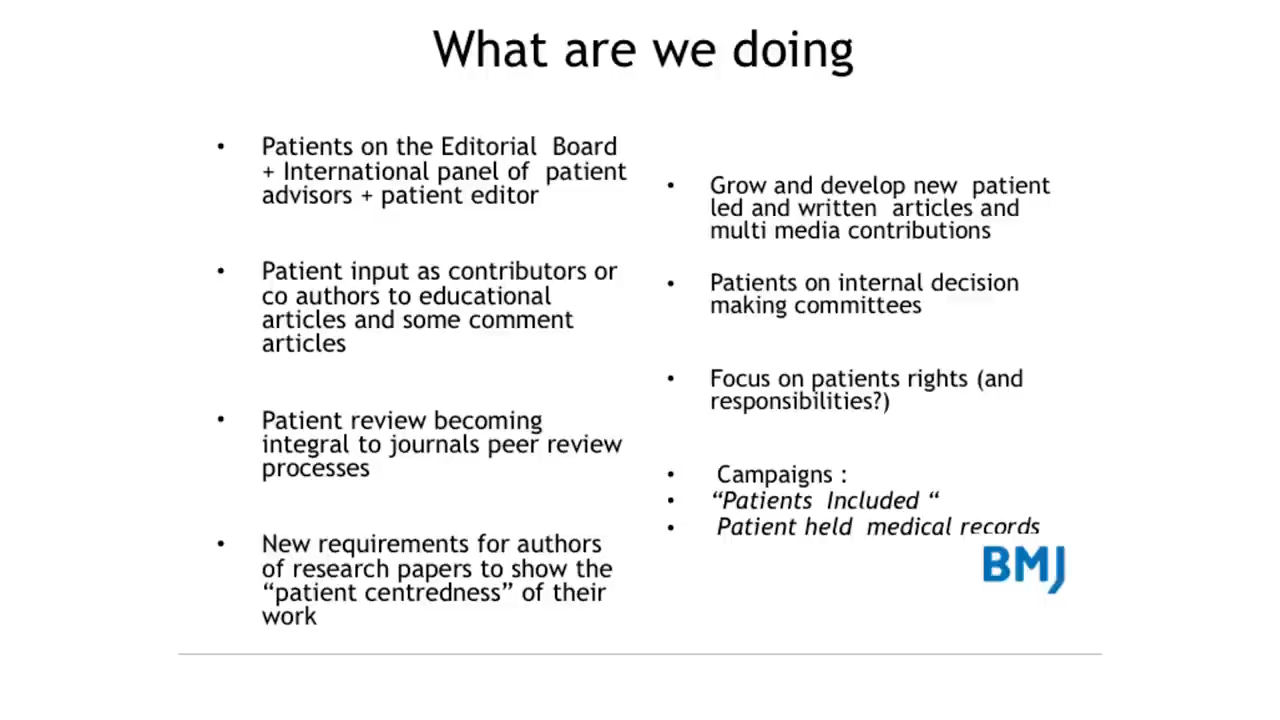 What are we doing
• Patients on the Editorial Board
+ International panel of patient
advisors + patient editor
• Patient input as contributors or
co authors to educational
articles and some comment
articles
• Patient review becoming
integral to journals peer review
processes
• New requirements for authors
of research papers to show the
“patient centredness” of their
work
• Grow and develop new patient
led and written articles and
multi media contributions
• Patients on internal decision
making committees
• Focus on patients rights (and
responsibilities?)
• Campaigns :
• “Patients Included “
• Patient held medical records
BMJ